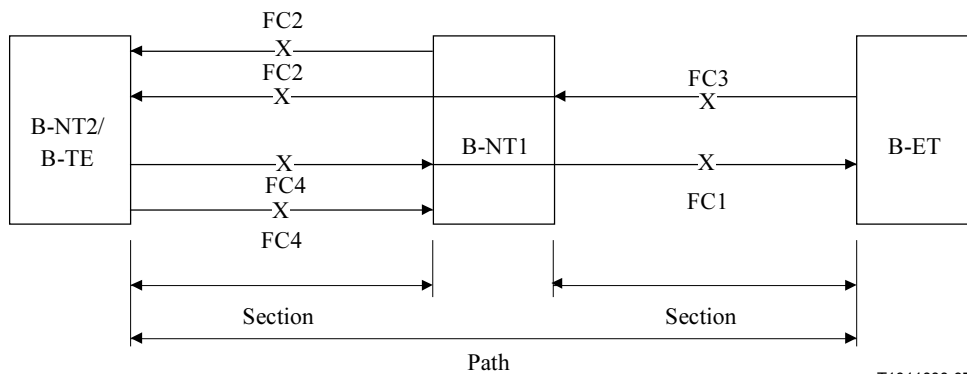 FC2
X
FC2
X
FC3
X
B-NT2/
B-TE
B-NT1
B-ET
X
X
FC4
X
FC1
FC4
Section
Section
Path